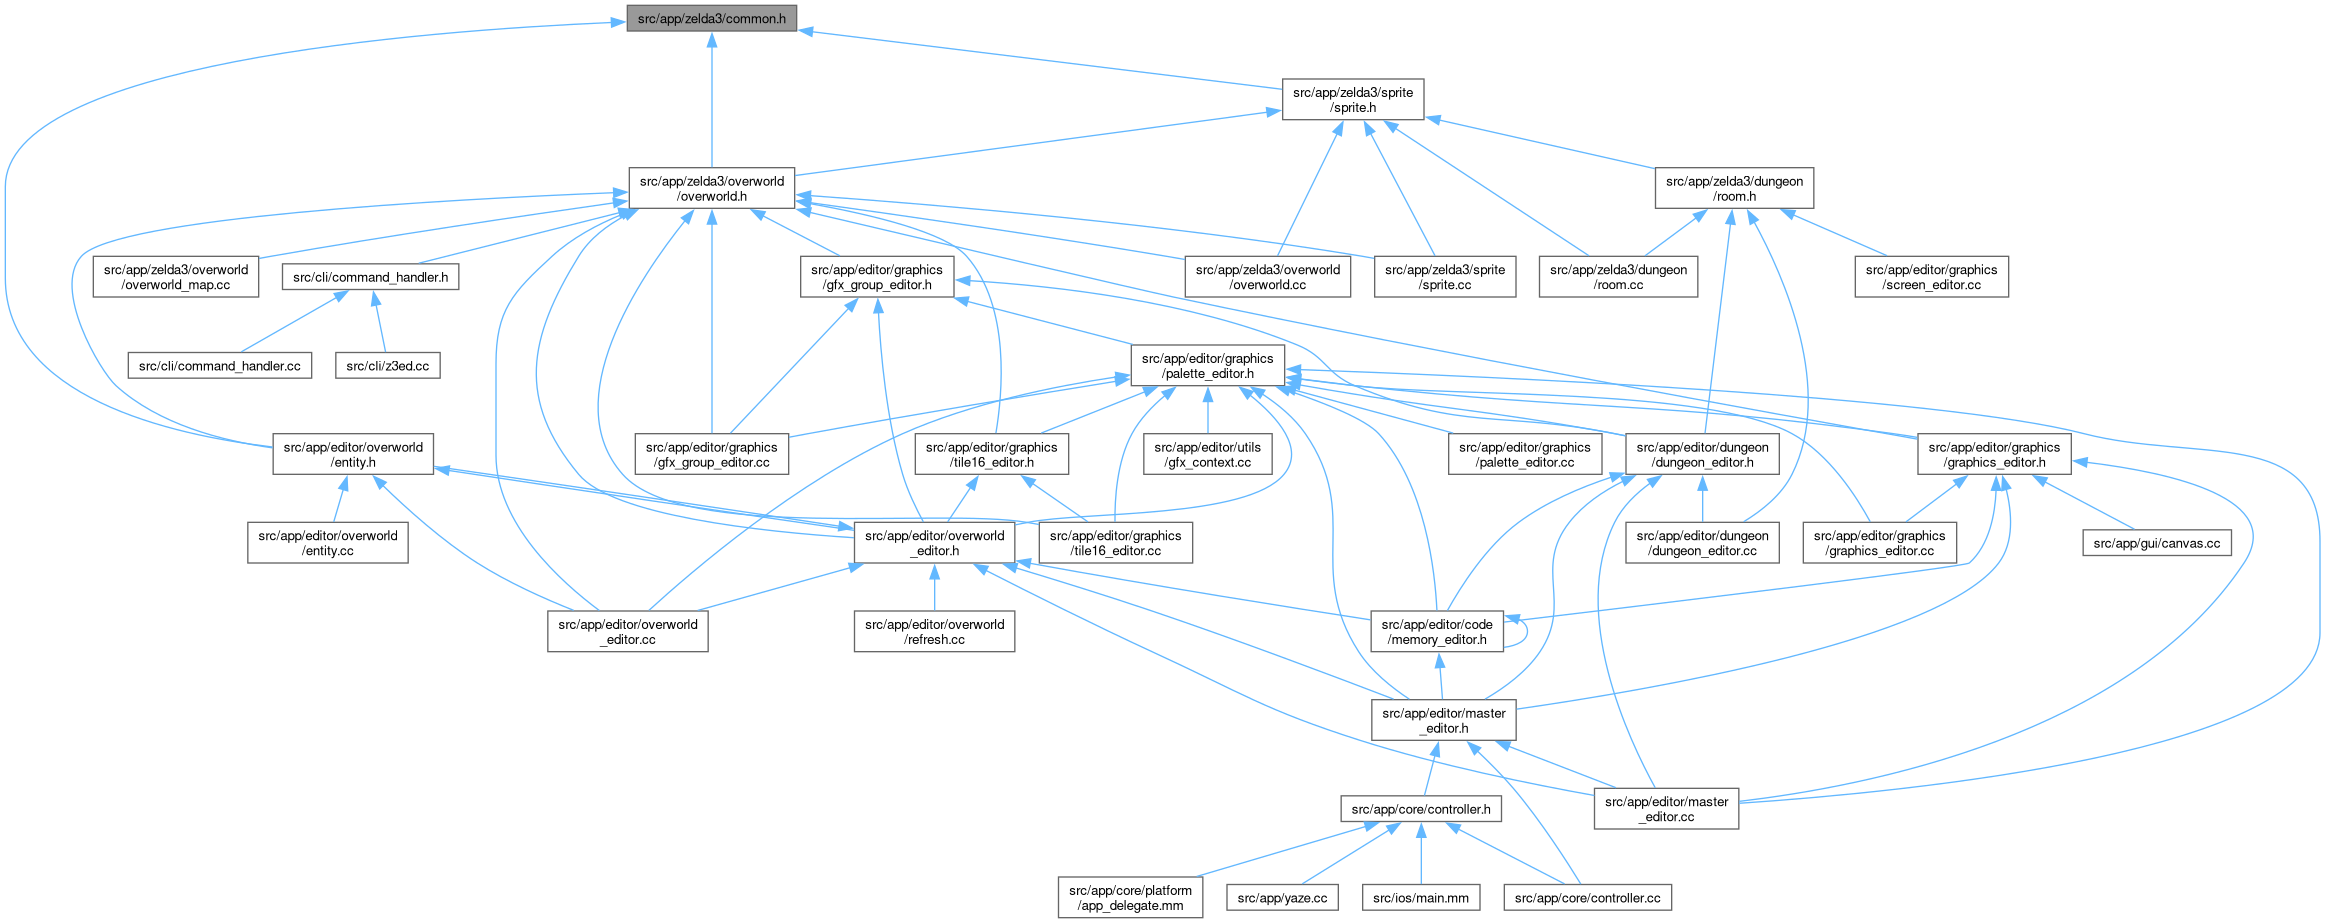 src/app/zelda3/common.h
src/app/zelda3/sprite
/sprite.h
src/app/zelda3/overworld
/overworld.h
src/app/zelda3/dungeon
/room.h
src/app/zelda3/overworld
/overworld_map.cc
src/cli/command_handler.h
src/app/editor/graphics
/gfx_group_editor.h
src/app/zelda3/overworld
/overworld.cc
src/app/zelda3/sprite
/sprite.cc
src/app/zelda3/dungeon
/room.cc
src/app/editor/graphics
/screen_editor.cc
src/cli/command_handler.cc
src/cli/z3ed.cc
src/app/editor/graphics
/palette_editor.h
src/app/editor/overworld
/entity.h
src/app/editor/graphics
/gfx_group_editor.cc
src/app/editor/graphics
/tile16_editor.h
src/app/editor/utils
/gfx_context.cc
src/app/editor/graphics
/palette_editor.cc
src/app/editor/dungeon
/dungeon_editor.h
src/app/editor/graphics
/graphics_editor.h
src/app/editor/overworld
/entity.cc
src/app/editor/overworld
_editor.h
src/app/editor/graphics
/tile16_editor.cc
src/app/editor/dungeon
/dungeon_editor.cc
src/app/editor/graphics
/graphics_editor.cc
src/app/gui/canvas.cc
src/app/editor/overworld
_editor.cc
src/app/editor/overworld
/refresh.cc
src/app/editor/code
/memory_editor.h
src/app/editor/master
_editor.h
src/app/core/controller.h
src/app/editor/master
_editor.cc
src/app/core/platform
/app_delegate.mm
src/app/yaze.cc
src/ios/main.mm
src/app/core/controller.cc